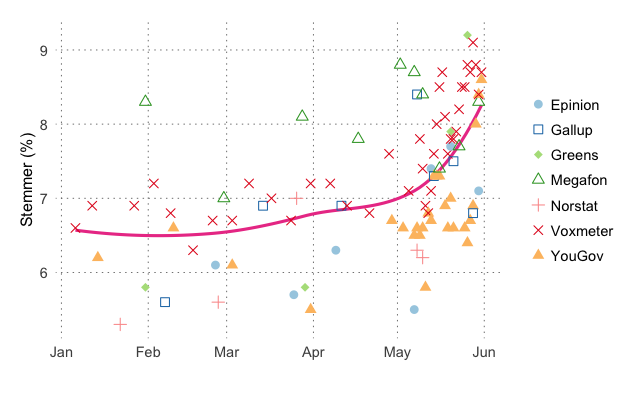 Stemmer (%)
9
8
7
6
Jan Feb Mar Apr May Jun
Epinion
Gallup
Greens
Megafon
Norstat
Voxmeter
YouGov